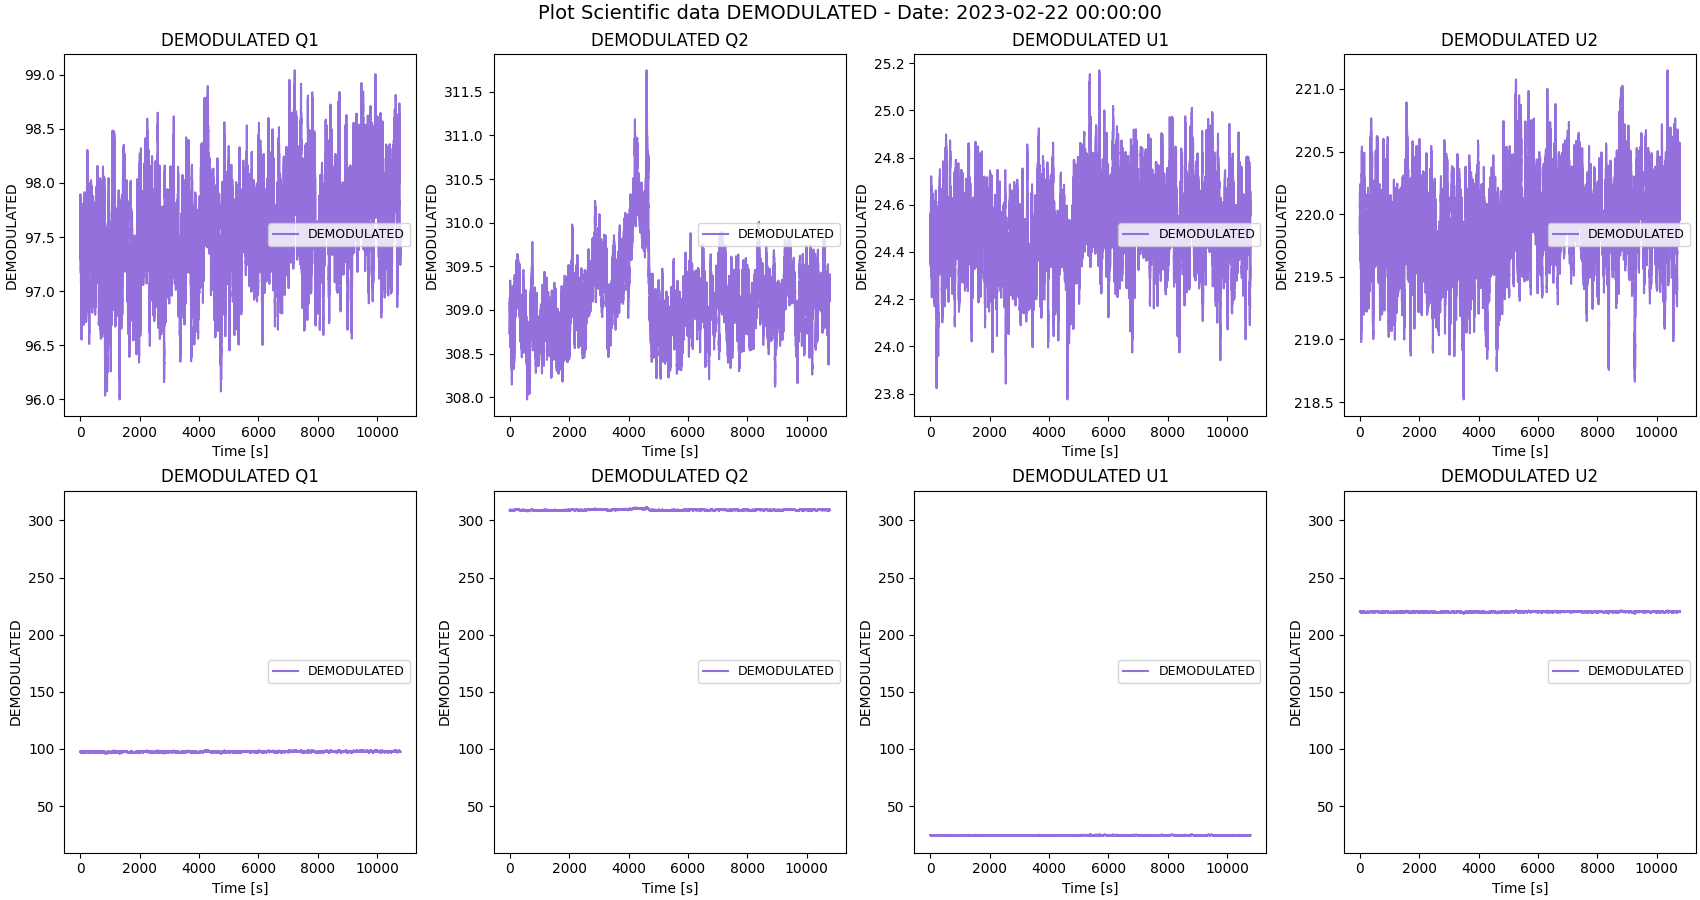 Plot Scientific data DEMODULATED - Date: 2023-02-22 00:00:00
DEMODULATED Q1
DEMODULATED Q2
DEMODULATED U1
DEMODULATED U2
DEMODULATED
99.0
98.5
98.0
97.5
97.0
96.5
96.0
DEMODULATED
0 2000 4000 6000 8000 10000
Time [s]
DEMODULATED
311.5
311.0
310.5
310.0
309.5
309.0
308.5
308.0
DEMODULATED
0 2000 4000 6000 8000 10000
Time [s]
DEMODULATED
25.2
25.0
24.8
24.6
24.4
24.2
24.0
23.8
DEMODULATED
0 2000 4000 6000 8000 10000
Time [s]
DEMODULATED
221.0
220.5
220.0
219.5
219.0
218.5
DEMODULATED
0 2000 4000 6000 8000 10000
Time [s]
DEMODULATED Q1
DEMODULATED Q2
DEMODULATED U1
DEMODULATED U2
DEMODULATED
300
250
200
150
100
50
DEMODULATED
0 2000 4000 6000 8000 10000
Time [s]
DEMODULATED
300
250
200
150
100
50
DEMODULATED
0 2000 4000 6000 8000 10000
Time [s]
DEMODULATED
300
250
200
150
100
50
DEMODULATED
0 2000 4000 6000 8000 10000
Time [s]
DEMODULATED
300
250
200
150
100
50
DEMODULATED
0 2000 4000 6000 8000 10000
Time [s]